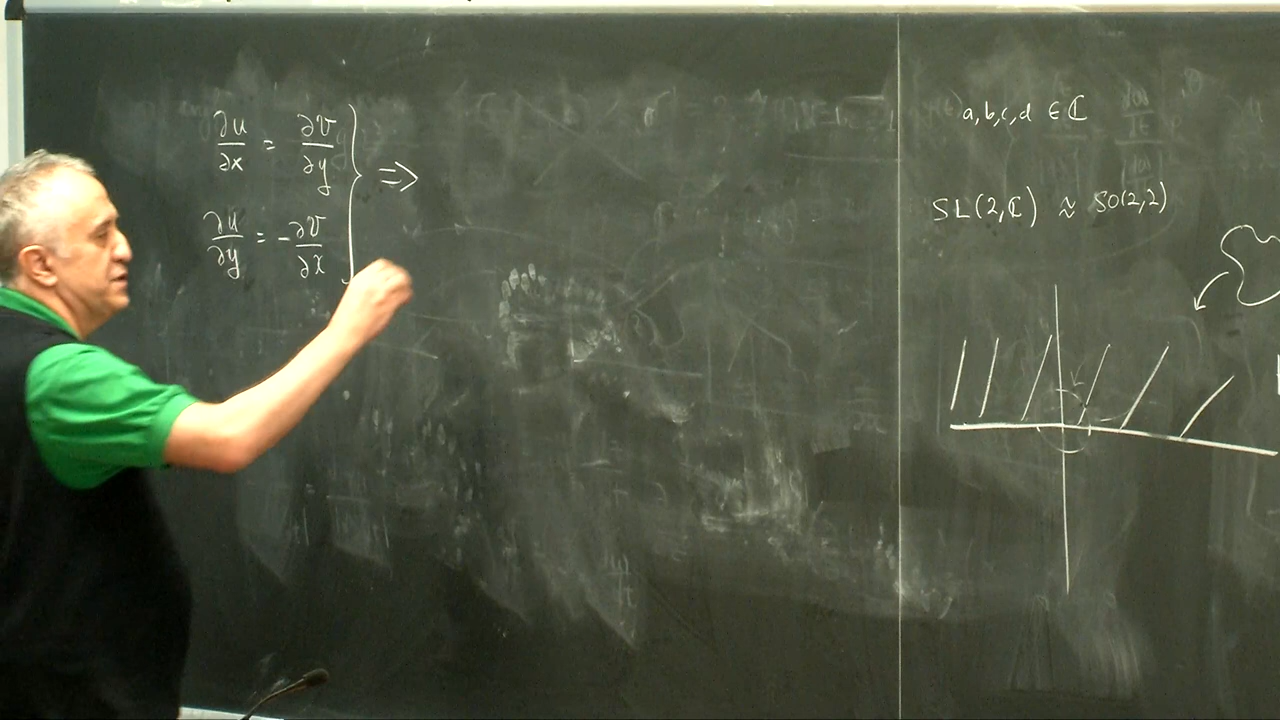 ∂u/∂x = ∂v/∂y
∂u/∂y = -∂v/∂x
} ⇒
a,b,c,d ∈ ℂ
SL(2,ℂ) ≈ SO(2,2)